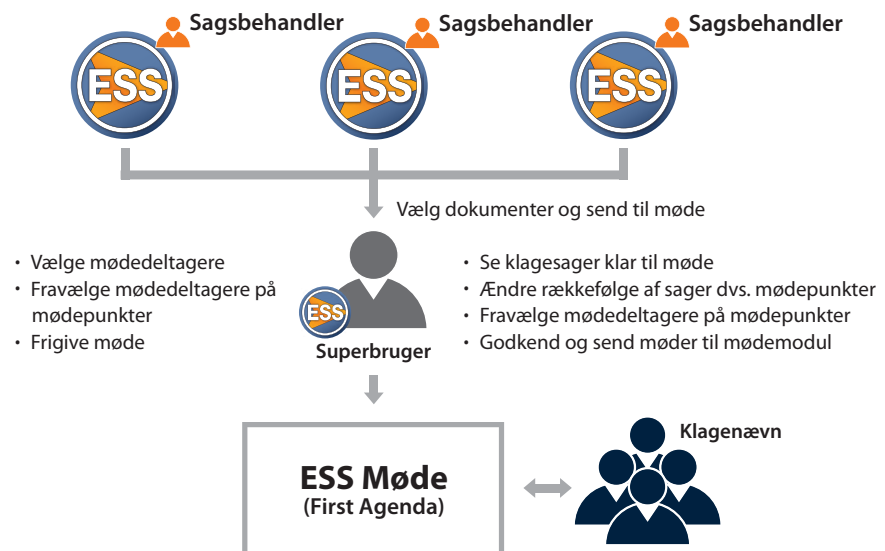 Sagsbehandler
Sagsbehandler
Sagsbehandler
ESS
ESS
ESS
Vælg dokumenter og send til møde
• Vælge mødedeltagere
• Fravælge mødedeltagere på
mødepunkter
• Frigive møde
• Se klagesager klar til møde
• Ændre rækkefølge af sager dvs. mødepunkter
• Fravælge mødedeltagere på mødepunkter
• Godkend og send møder til mødemodul
ESS
Superbruger
Klagenævn
ESS Møde
(First Agenda)